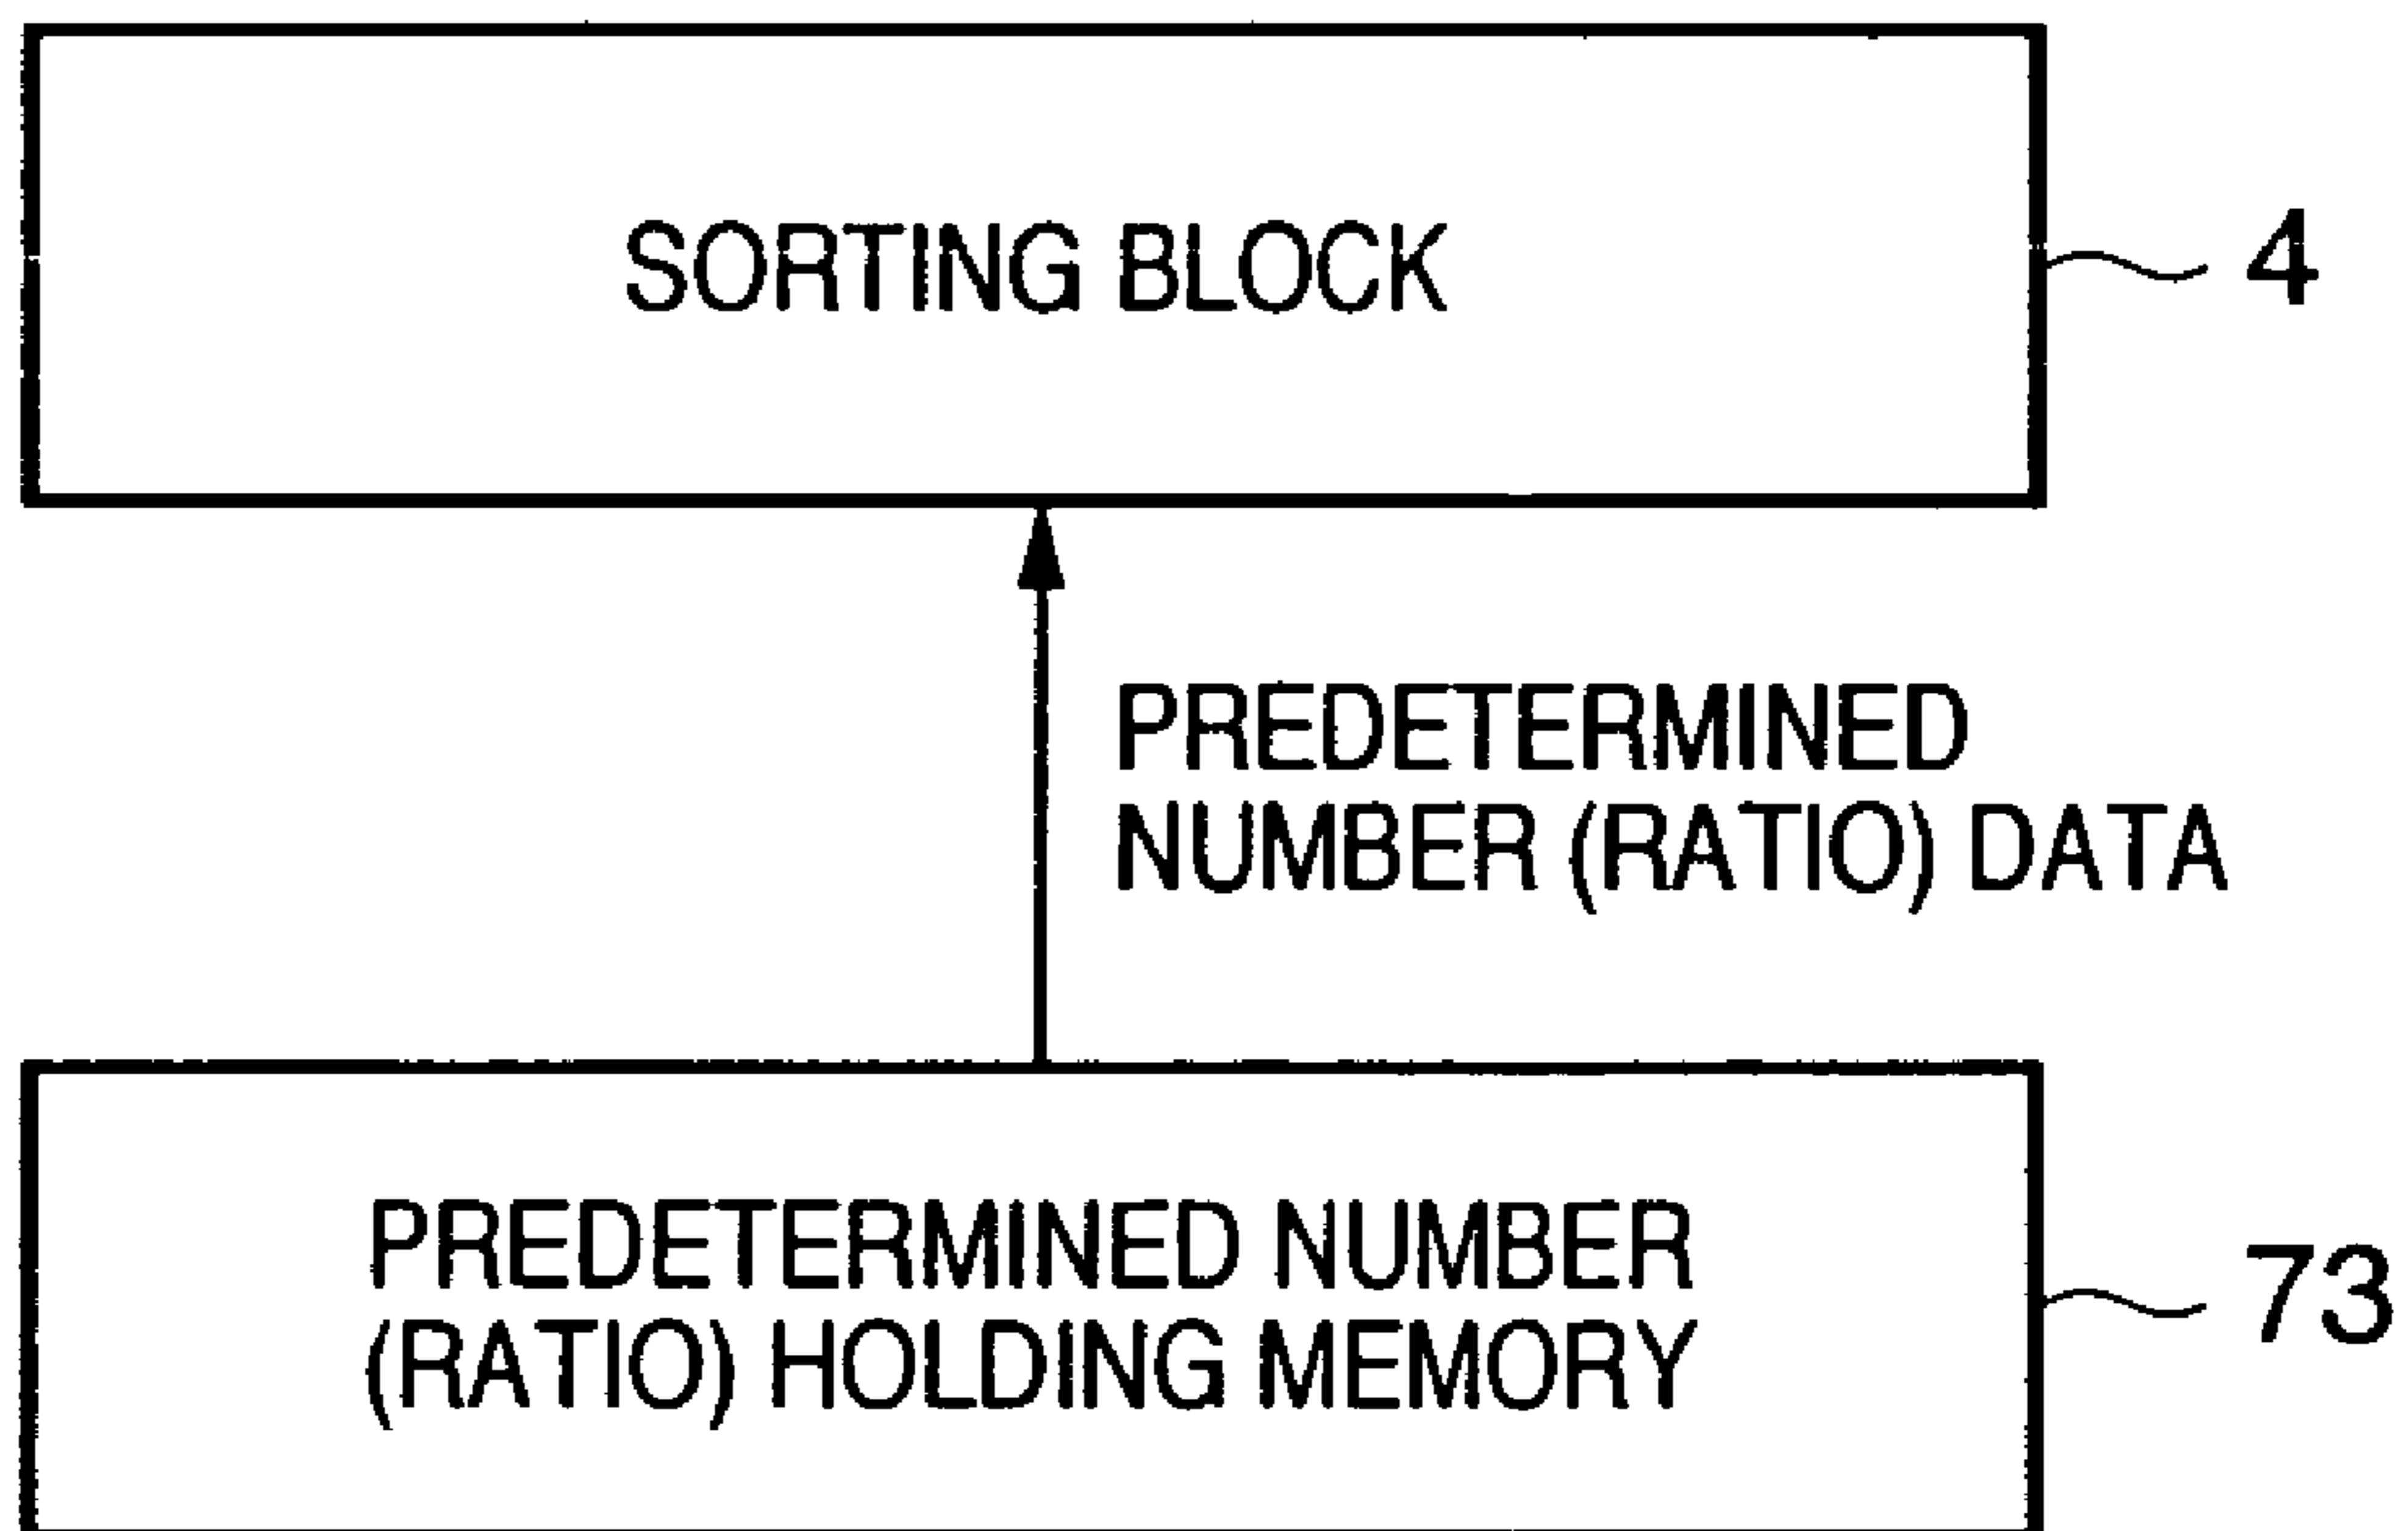 SORTING BLOCK
4
PREDETERMINED
NUMBER (RATIO) DATA
PREDETERMINED NUMBER
(RATIO) HOLDING MEMORY
73